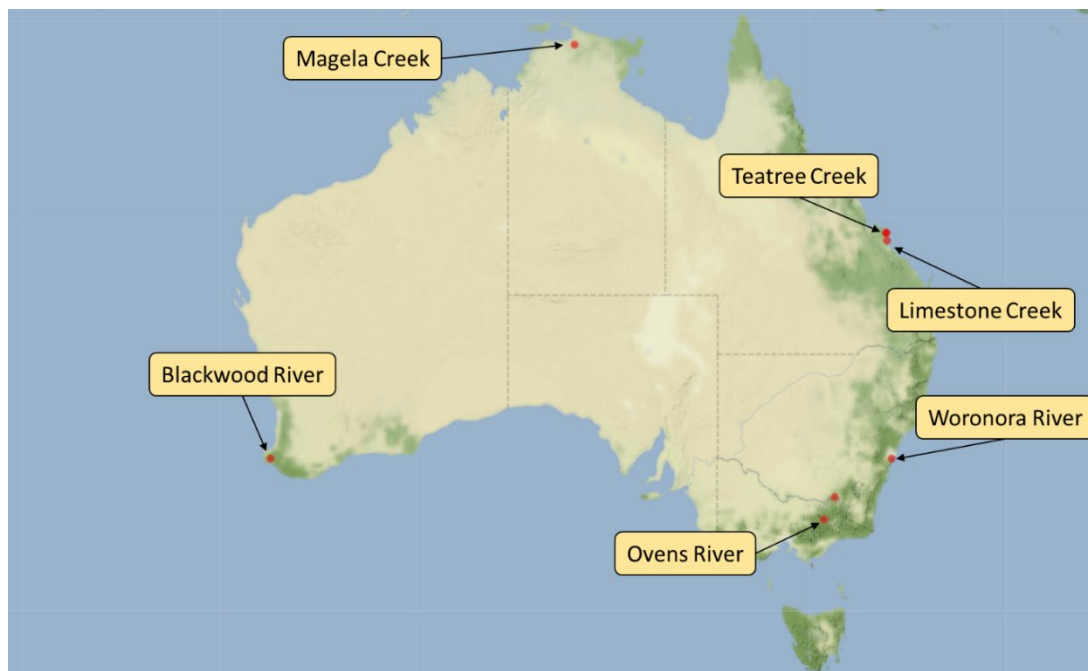 Magela Creek
Teatree Creek
Limestone Creek
Blackwood River
Woronora River
Ovens River